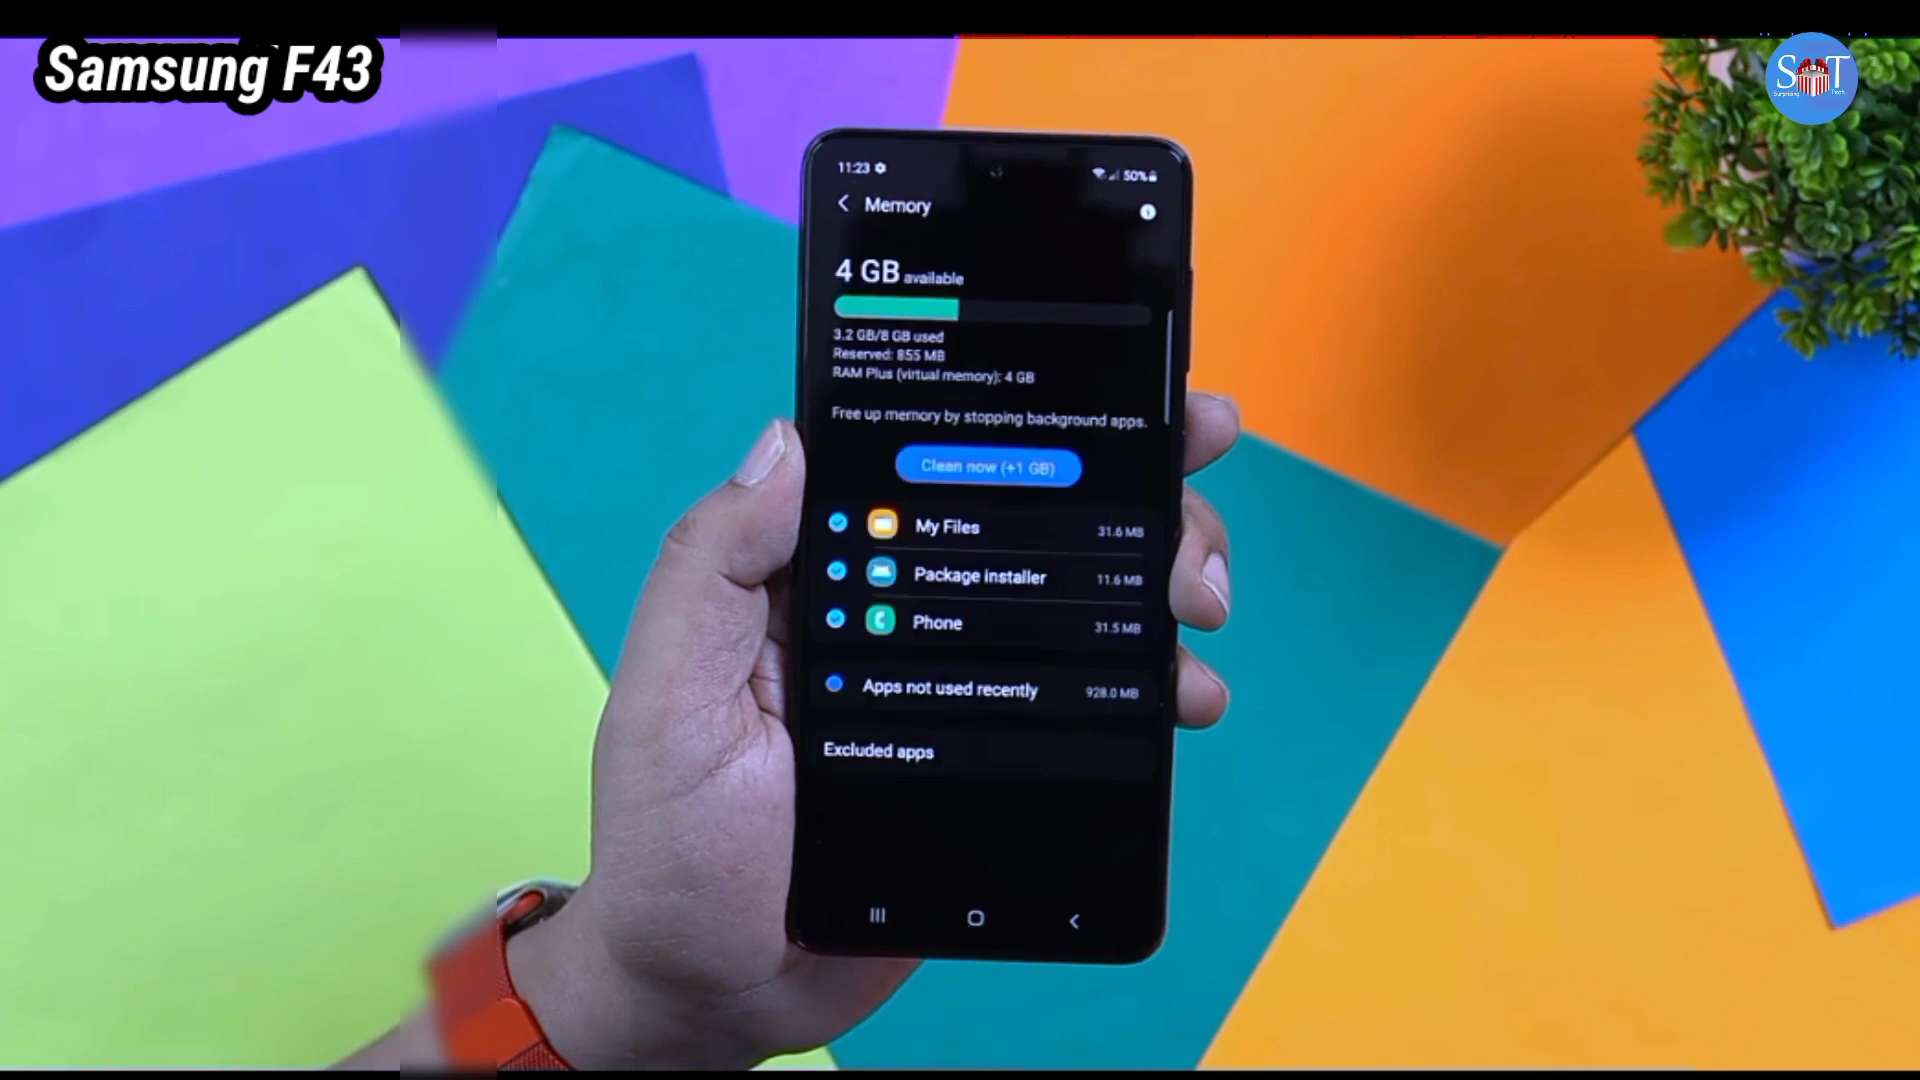 Samsung F43
S T
Surprising Tech
11:23
50%
Memory
4 GB available
3.2 GB/8 GB used
Reserved: 855 MB
RAM Plus (virtual memory): 4 GB
Free up memory by stopping background apps.
Clean now (+1 GB)
My Files 31.6 MB
Package installer 11.6 MB
Phone 31.5 MB
Apps not used recently 928.0 MB
Excluded apps